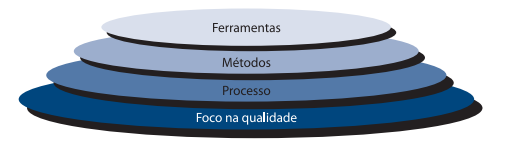 Ferramentas
Métodos
Processo
Foco na qualidade